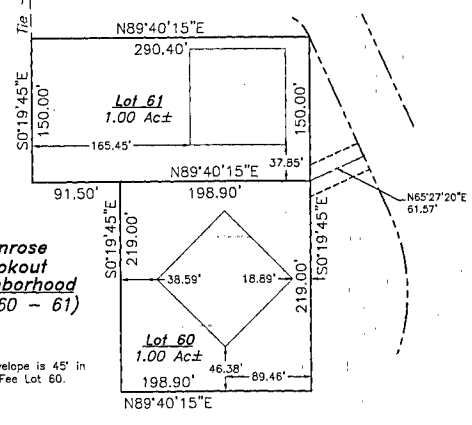 Tie
N89°40'15"E
290.40'
S0°19'45"E
150.00'
Lot 61
1.00 Ac±
150.00'
165.45'
37.85'
N89°40'15"E
91.50'
198.90'
N65°27'20"E
61.57'
S0°19'45"E
219.00'
S0°19'45"E
219.00'
38.59'
18.89'
nrose
okout
borhood
60 – 61)
Lot 60
1.00 Ac±
46.38'
89.46'
velope is 45' in
Fee Lot 60.
198.90'
N89°40'15"E